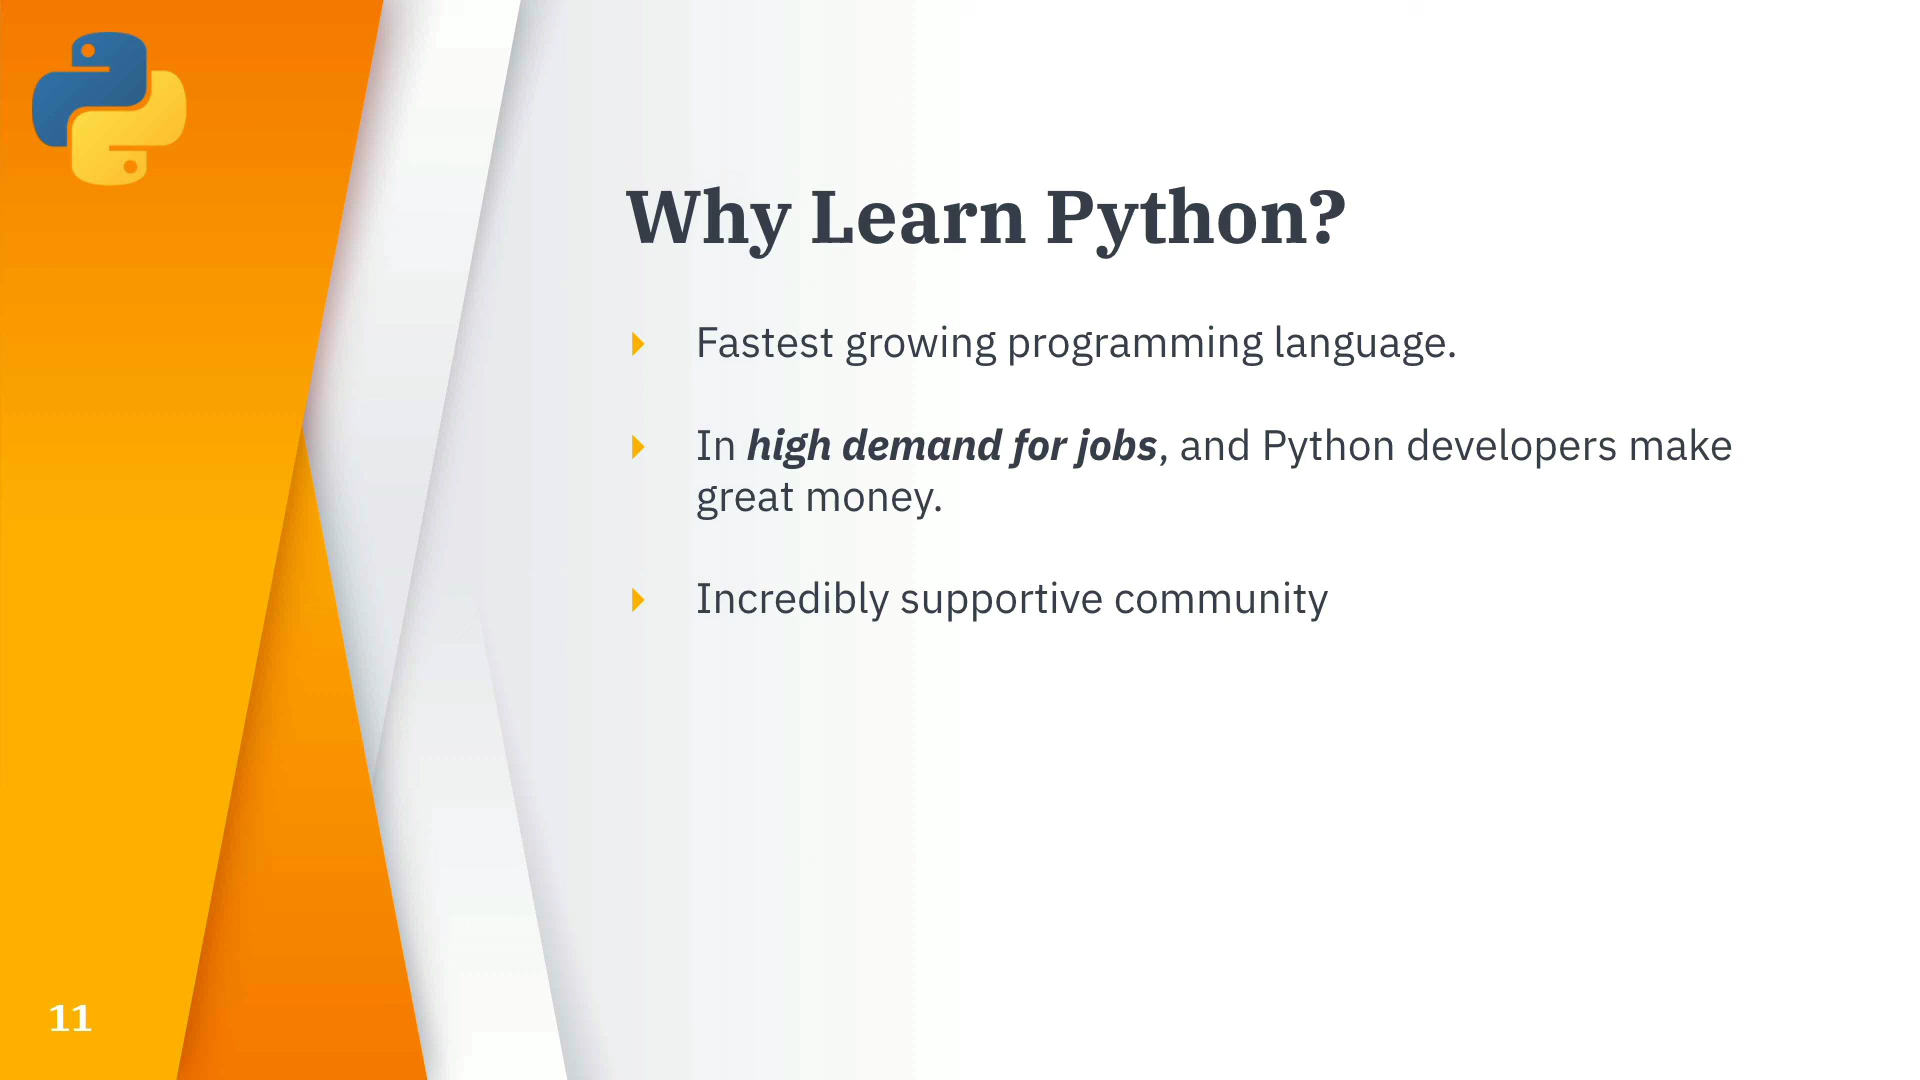 Why Learn Python?
Fastest growing programming language.
In high demand for jobs, and Python developers make
great money.
Incredibly supportive community
11